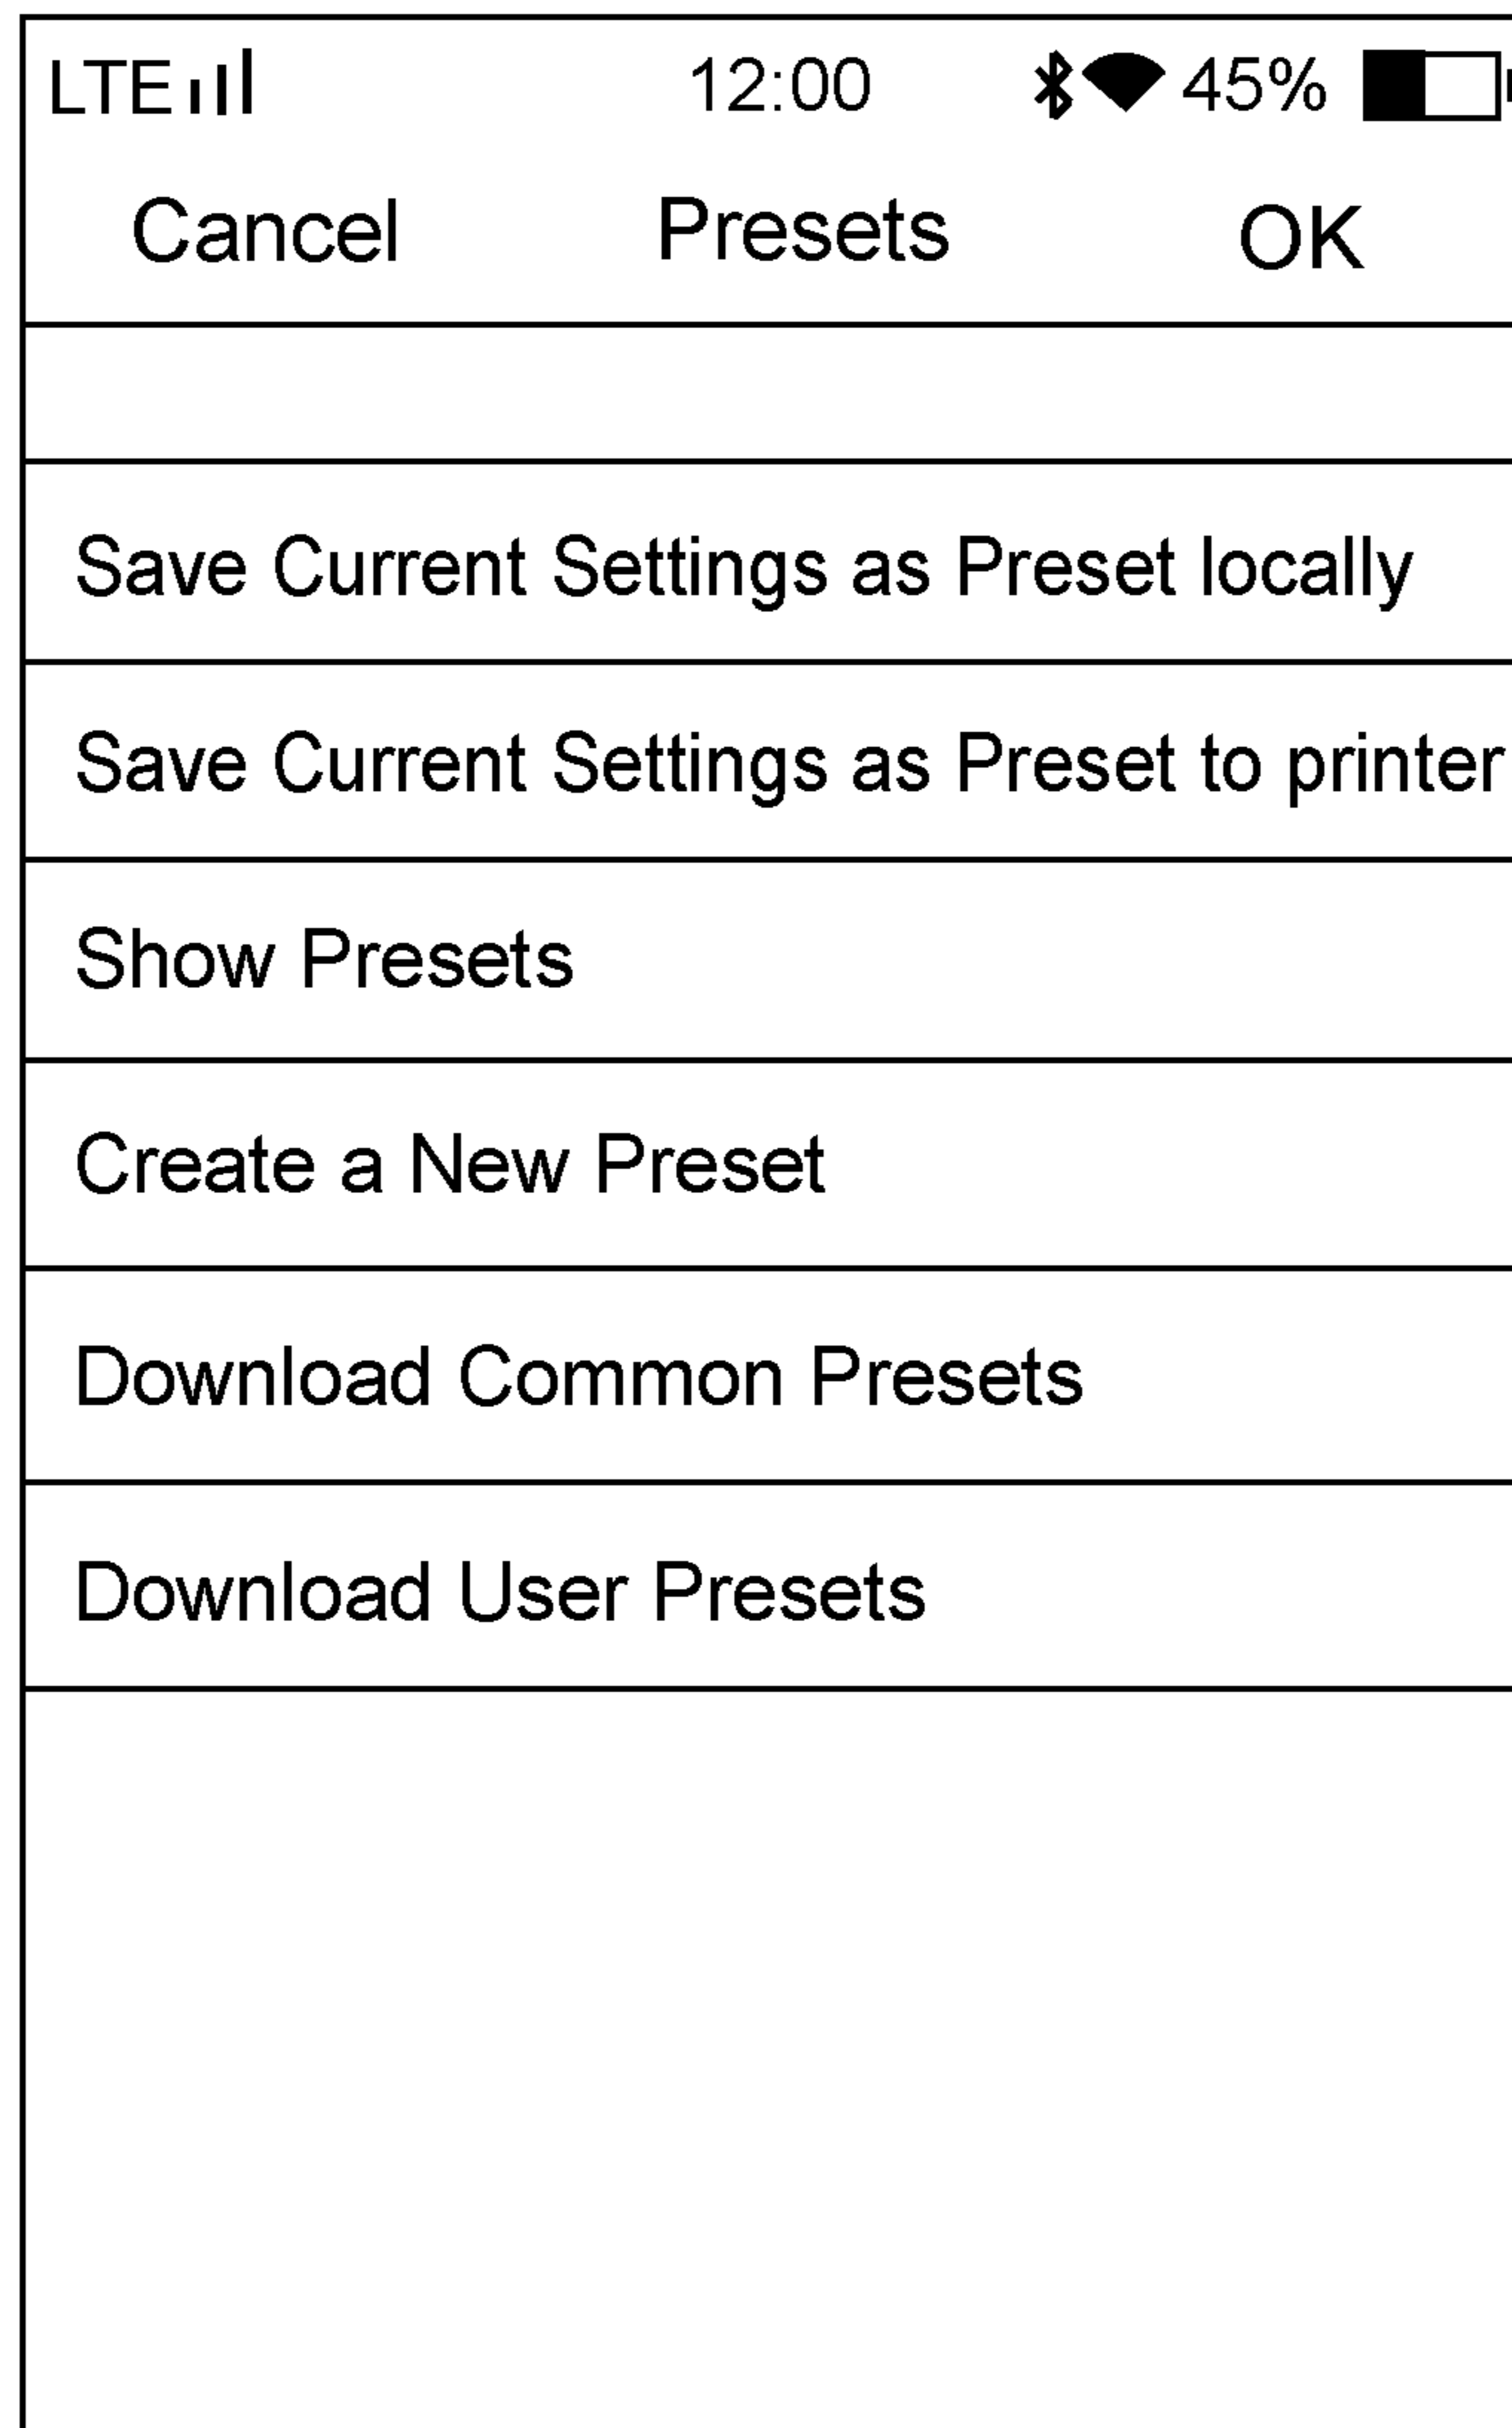 LTE 12:00 45%
Cancel Presets OK
Save Current Settings as Preset locally
Save Current Settings as Preset to printer
Show Presets
Create a New Preset
Download Common Presets
Download User Presets